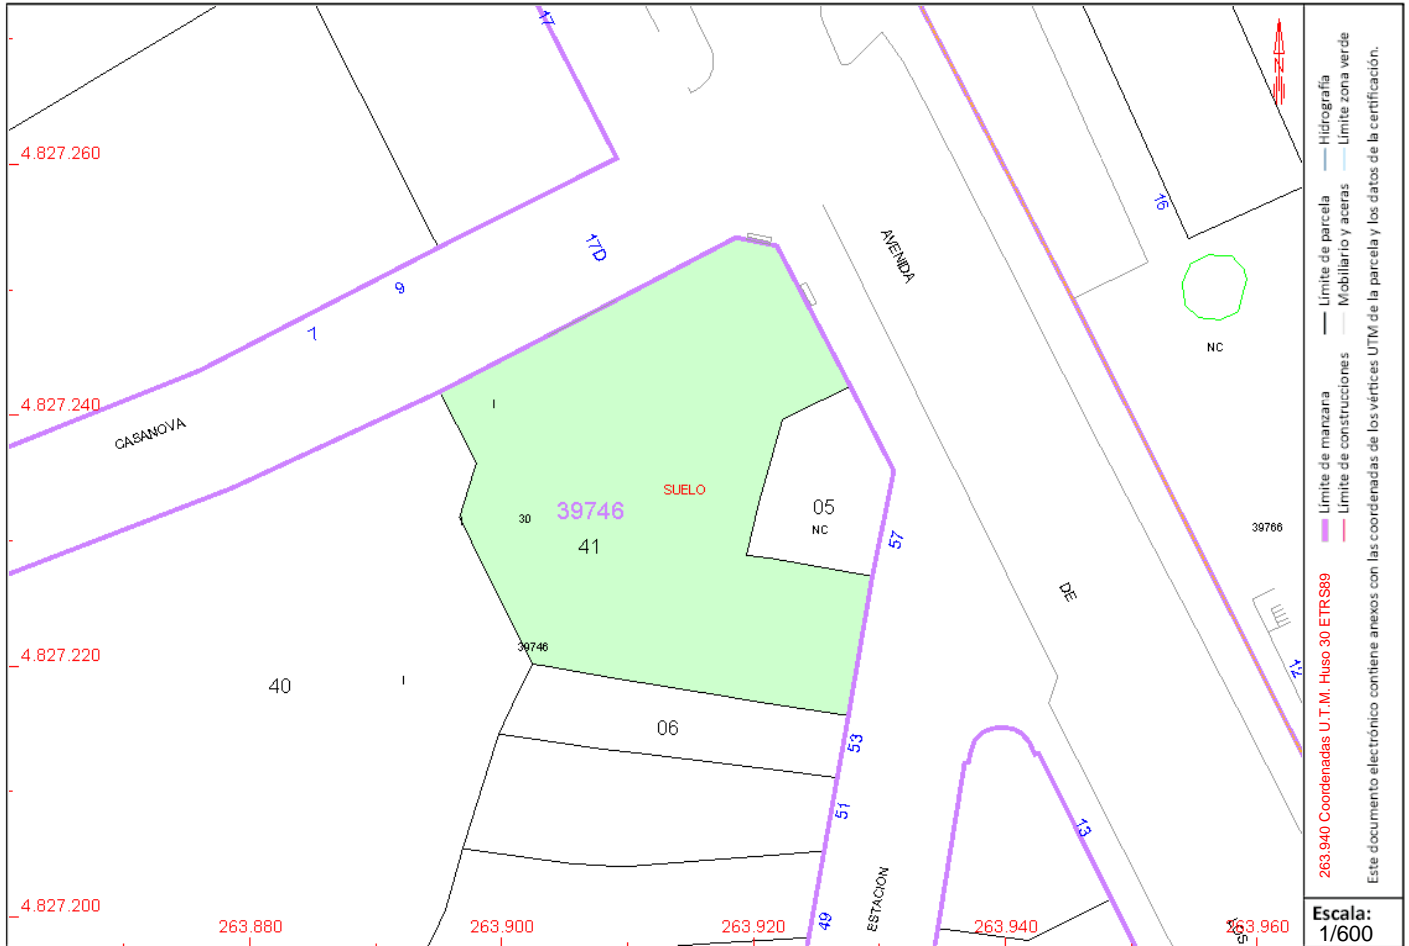 17
4.827.260
17D
AVENIDA
16
9
7
NC
4.827.240
CASANOVA
I
SUELO
39746
30
41
05
NC
57
39766
DE
4.827.220
39746
40
I
06
53
12
51
13
4.827.200
263.880
263.900
263.920
49
ESTACION
263.940
263.960
N
Hidrografía
Límite zona verde
Límite de parcela
Mobiliario y aceras
Límite de manzana
Límite de construcciones
263.940 Coordenadas U.T.M. Huso 30 ETRS89
Este documento electrónico contiene anexos con las coordenadas de los vértices UTM de la parcela y los datos de la certificación.
Escala:
1/600